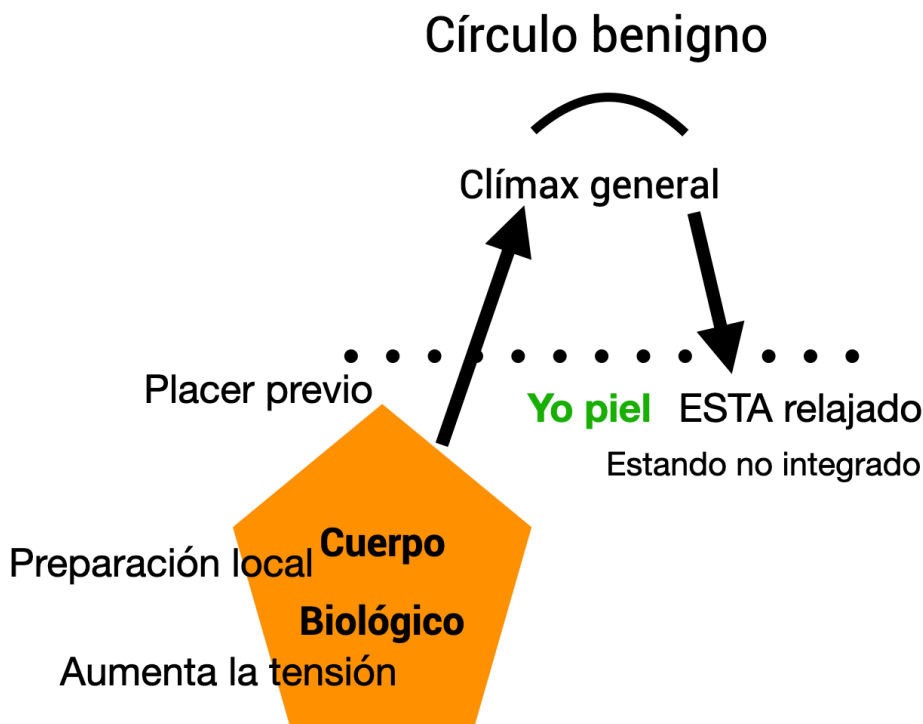 Círculo benigno
Clímax general
Placer previo
Yo piel ESTA relajado
Estando no integrado
Cuerpo
Preparación local
Biológico
Aumenta la tensión